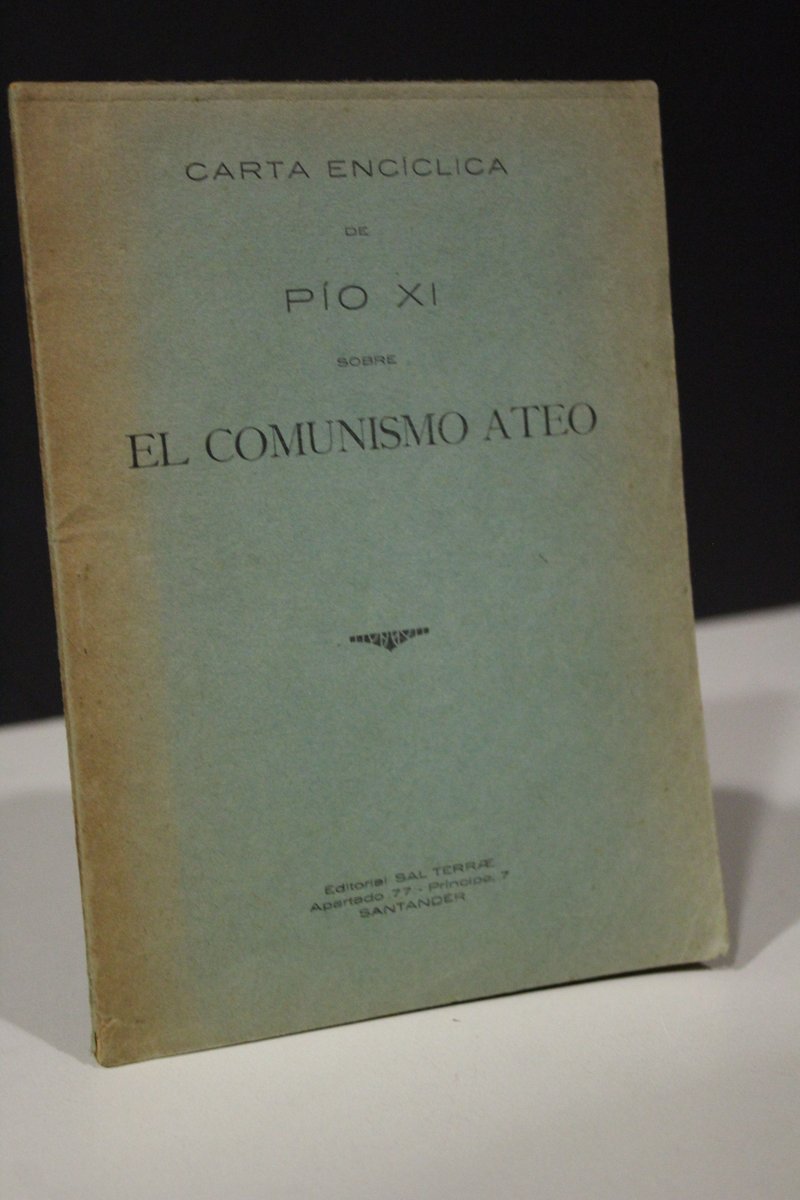 CARTA ENCÍCLICA
DE
PÍO XI
SOBRE
EL COMUNISMO ATEO
Editorial SAL TERRÆ
Apartado 77 - Príncipe, 7
SANTANDER